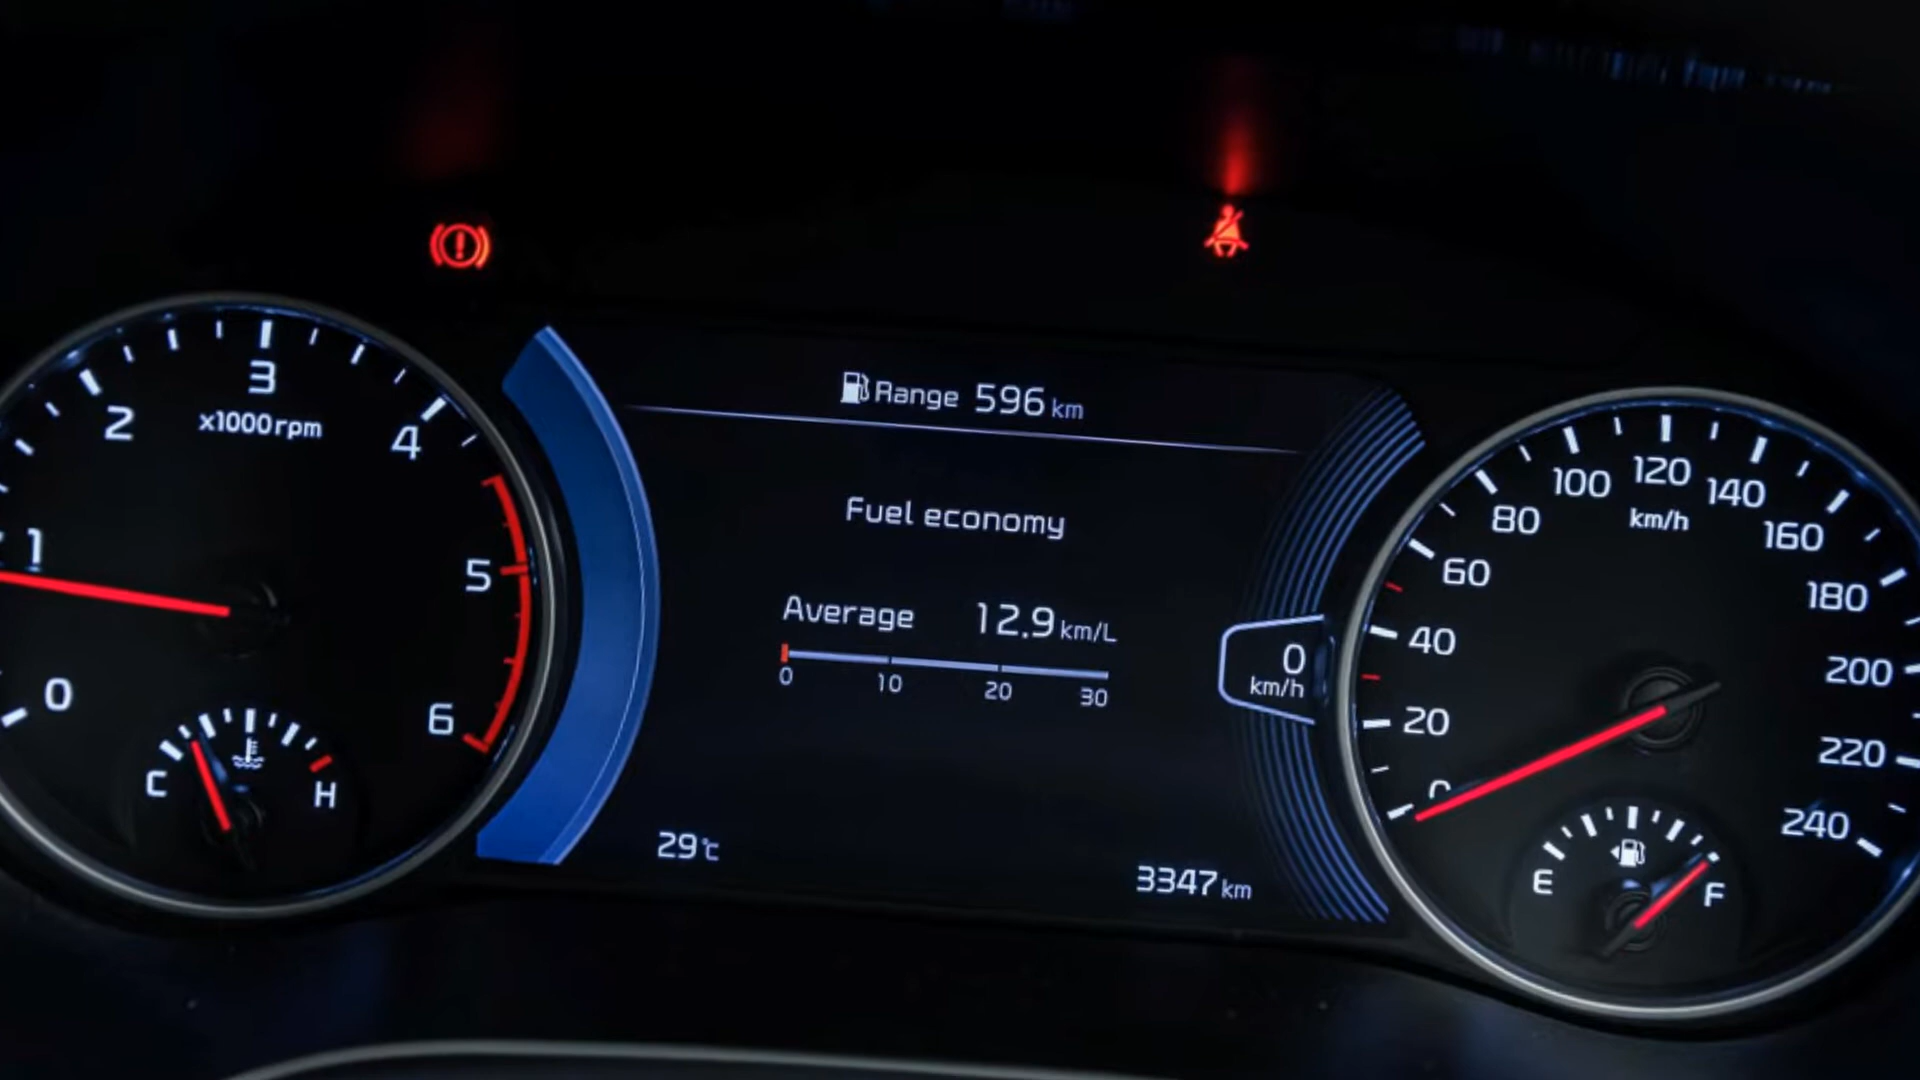 Range 596 km
Fuel economy
Average 12.9 km/L
0 10 20 30
29℃
3347 km
0
km/h
0
1
2
3
4
5
6
x1000rpm
C H
0
20
40
60
80
100
120
140
160
180
200
220
240
km/h
E F